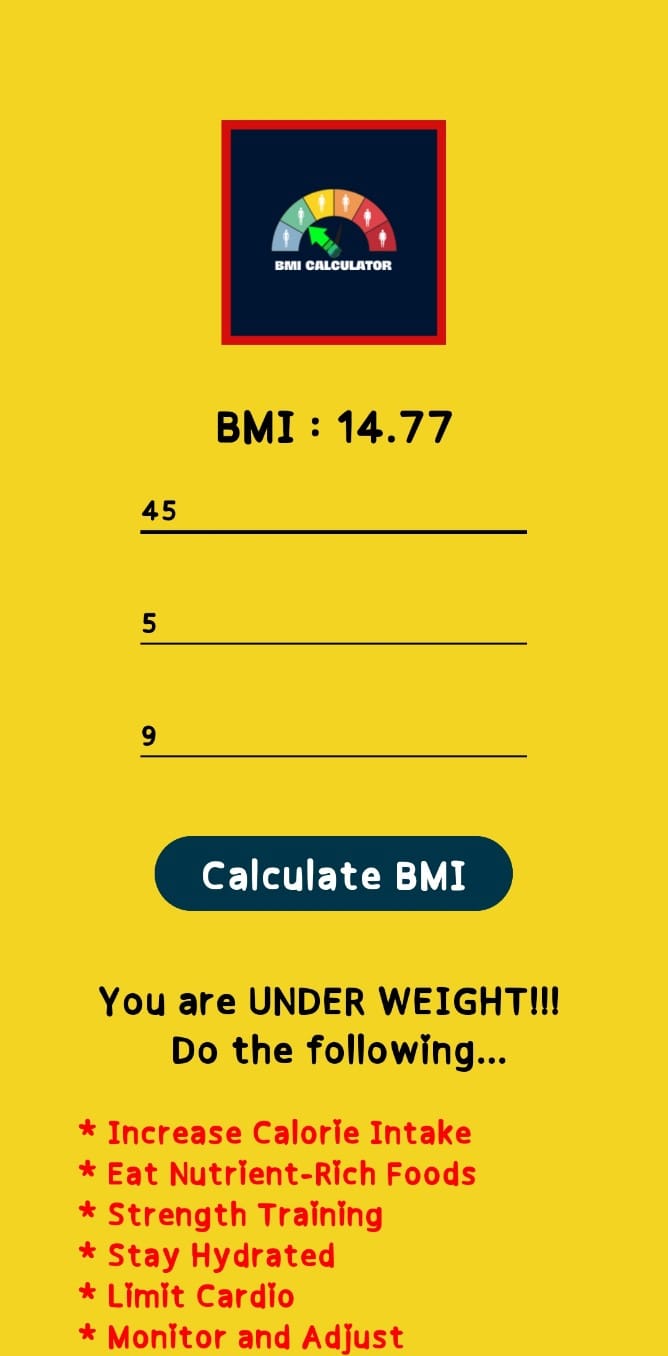 BMI CALCULATOR
BMI : 14.77
45
5
9
Calculate BMI
You are UNDER WEIGHT!!!
Do the following...
* Increase Calorie Intake
* Eat Nutrient-Rich Foods
* Strength Training
* Stay Hydrated
* Limit Cardio
* Monitor and Adjust